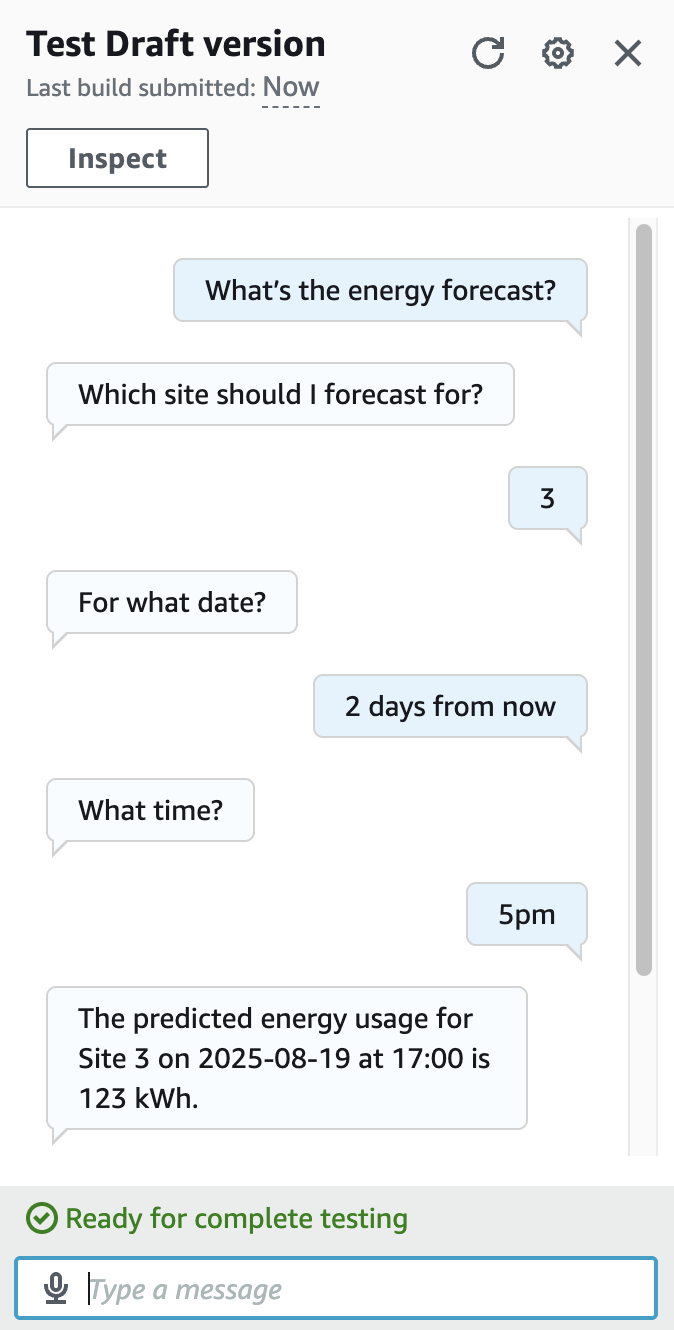 Test Draft version
Last build submitted: Now
Inspect
What's the energy forecast?
Which site should I forecast for?
3
For what date?
2 days from now
What time?
5pm
The predicted energy usage for
Site 3 on 2025-08-19 at 17:00 is
123 kWh.
Ready for complete testing
Type a message